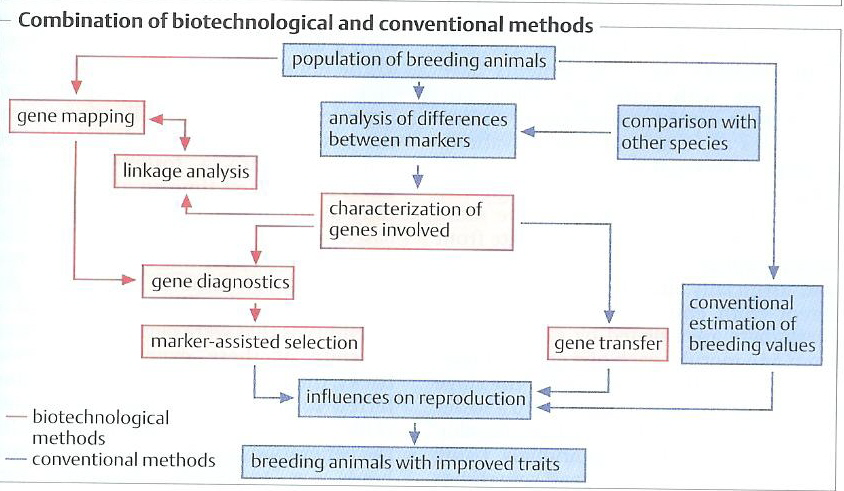 Combination of biotechnological and conventional methods
population of breeding animals
gene mapping
analysis of differences
between markers
comparison with
other species
linkage analysis
characterization of
genes involved
gene diagnostics
conventional
estimation of
breeding values
marker-assisted selection
gene transfer
influences on reproduction
biotechnological
methods
conventional methods
breeding animals with improved traits